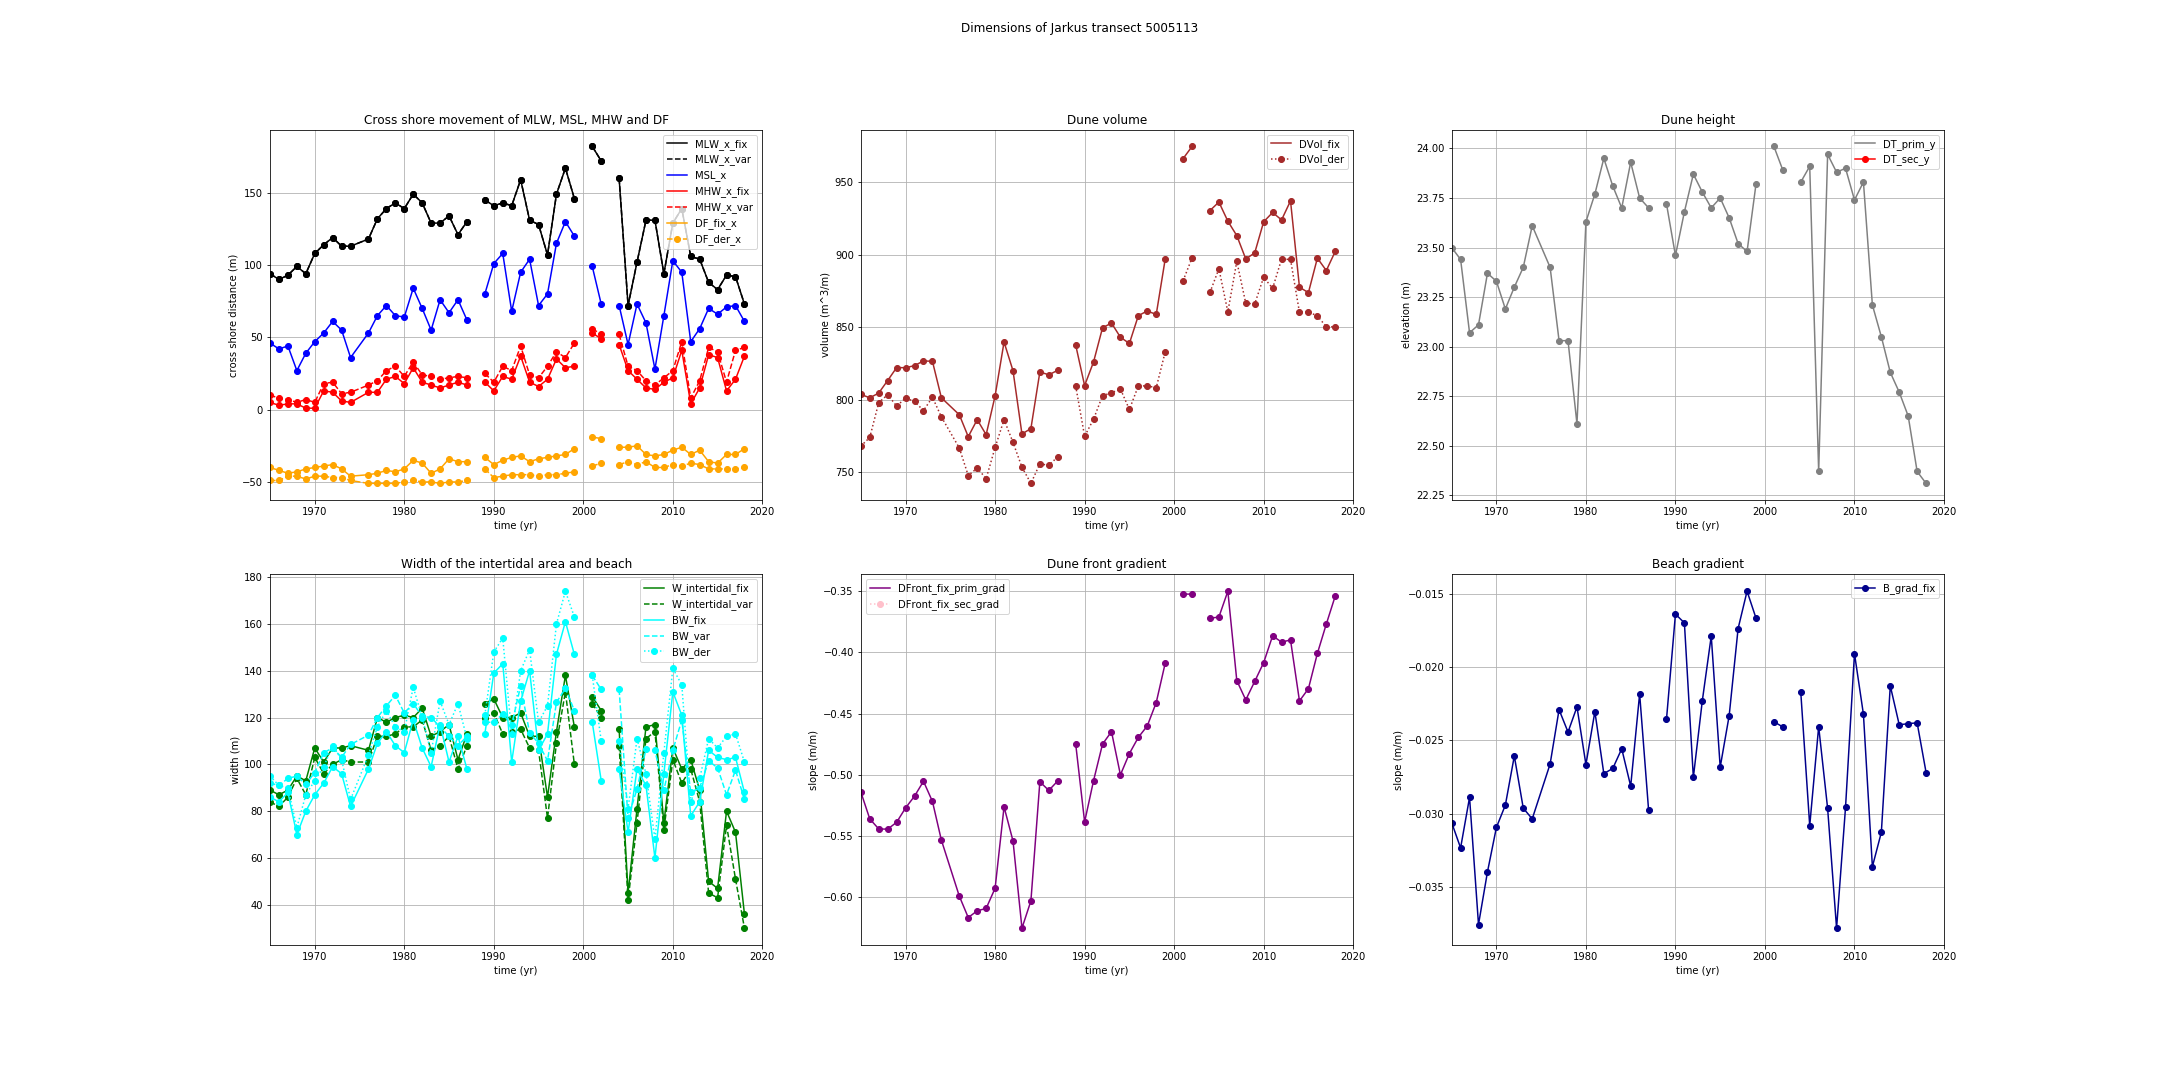 Dimensions of Jarkus transect 5005113
Cross shore movement of MLW, MSL, MHW and DF
cross shore distance (m)
150
100
50
0
−50
MLW_x_fix
MLW_x_var
MSL_x
MHW_x_fix
MHW_x_var
DF_fix_x
DF_der_x
1970 1980 1990 2000 2010 2020
time (yr)
Dune volume
volume (m^3/m)
950
900
850
800
750
DVol_fix
DVol_der
1970 1980 1990 2000 2010 2020
time (yr)
Dune height
elevation (m)
24.00
23.75
23.50
23.25
23.00
22.75
22.50
22.25
DT_prim_y
DT_sec_y
1970 1980 1990 2000 2010 2020
time (yr)
Width of the intertidal area and beach
width (m)
180
160
140
120
100
80
60
40
W_intertidal_fix
W_intertidal_var
BW_fix
BW_var
BW_der
1970 1980 1990 2000 2010 2020
time (yr)
Dune front gradient
slope (m/m)
−0.35
−0.40
−0.45
−0.50
−0.55
−0.60
DFront_fix_prim_grad
DFront_fix_sec_grad
1970 1980 1990 2000 2010 2020
time (yr)
Beach gradient
slope (m/m)
−0.015
−0.020
−0.025
−0.030
−0.035
B_grad_fix
1970 1980 1990 2000 2010 2020
time (yr)